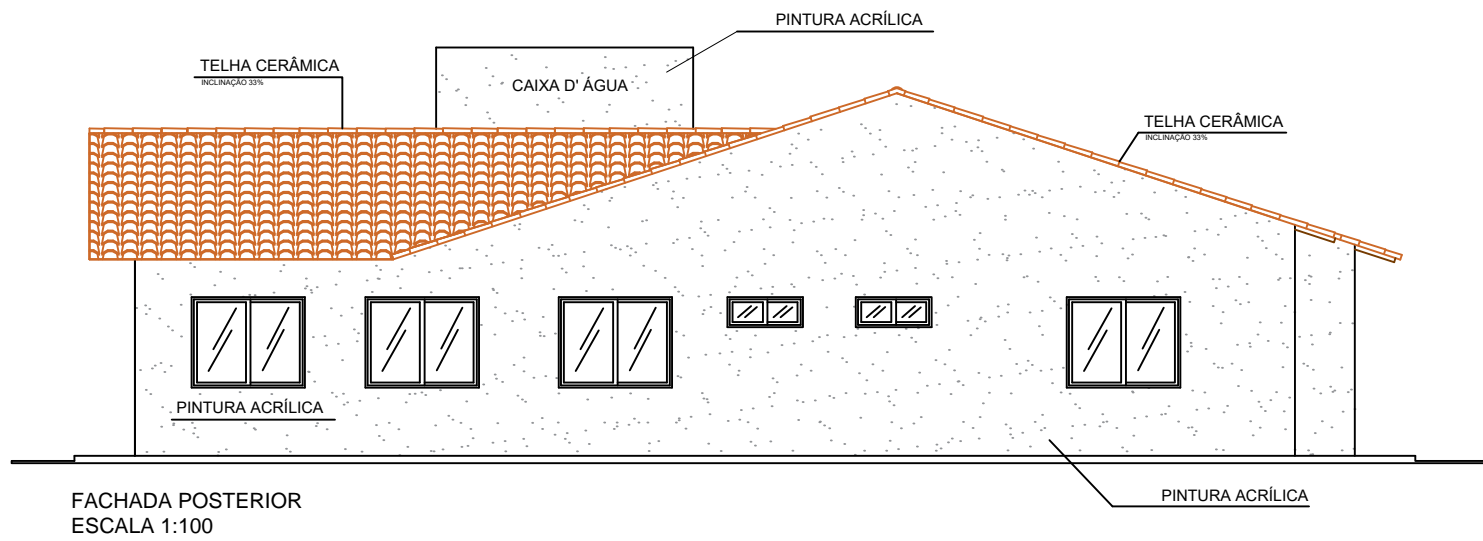 PINTURA ACRÍLICA
TELHA CERÂMICA
INCLINAÇÃO 33%
CAIXA D' ÁGUA
TELHA CERÂMICA
INCLINAÇÃO 33%
PINTURA ACRÍLICA
PINTURA ACRÍLICA
FACHADA POSTERIOR
ESCALA 1:100